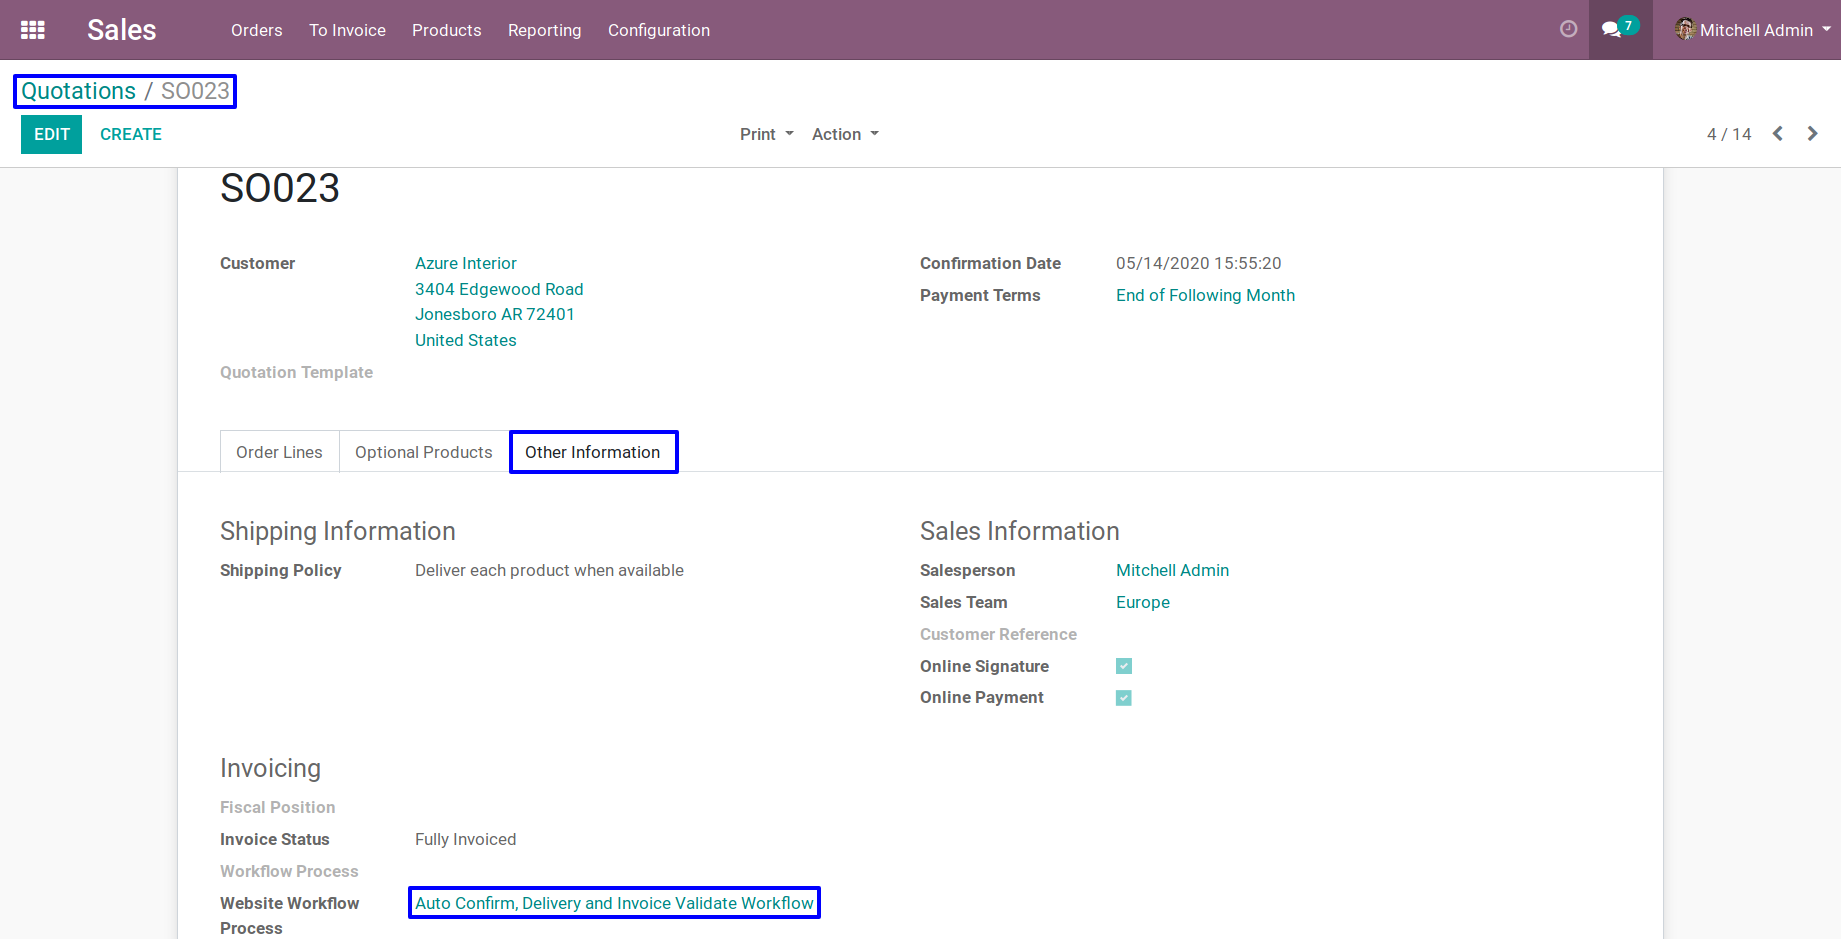 Sales
Orders
To Invoice
Products
Reporting
Configuration
7
Mitchell Admin
Quotations / SO023
EDIT
CREATE
Print
Action
4 / 14
SO023
Customer
Azure Interior
3404 Edgewood Road
Jonesboro AR 72401
United States
Quotation Template
Confirmation Date
05/14/2020 15:55:20
Payment Terms
End of Following Month
Order Lines
Optional Products
Other Information
Shipping Information
Shipping Policy
Deliver each product when available
Sales Information
Salesperson
Mitchell Admin
Sales Team
Europe
Customer Reference
Online Signature
Online Payment
Invoicing
Fiscal Position
Invoice Status
Fully Invoiced
Workflow Process
Website Workflow
Process
Auto Confirm, Delivery and Invoice Validate Workflow